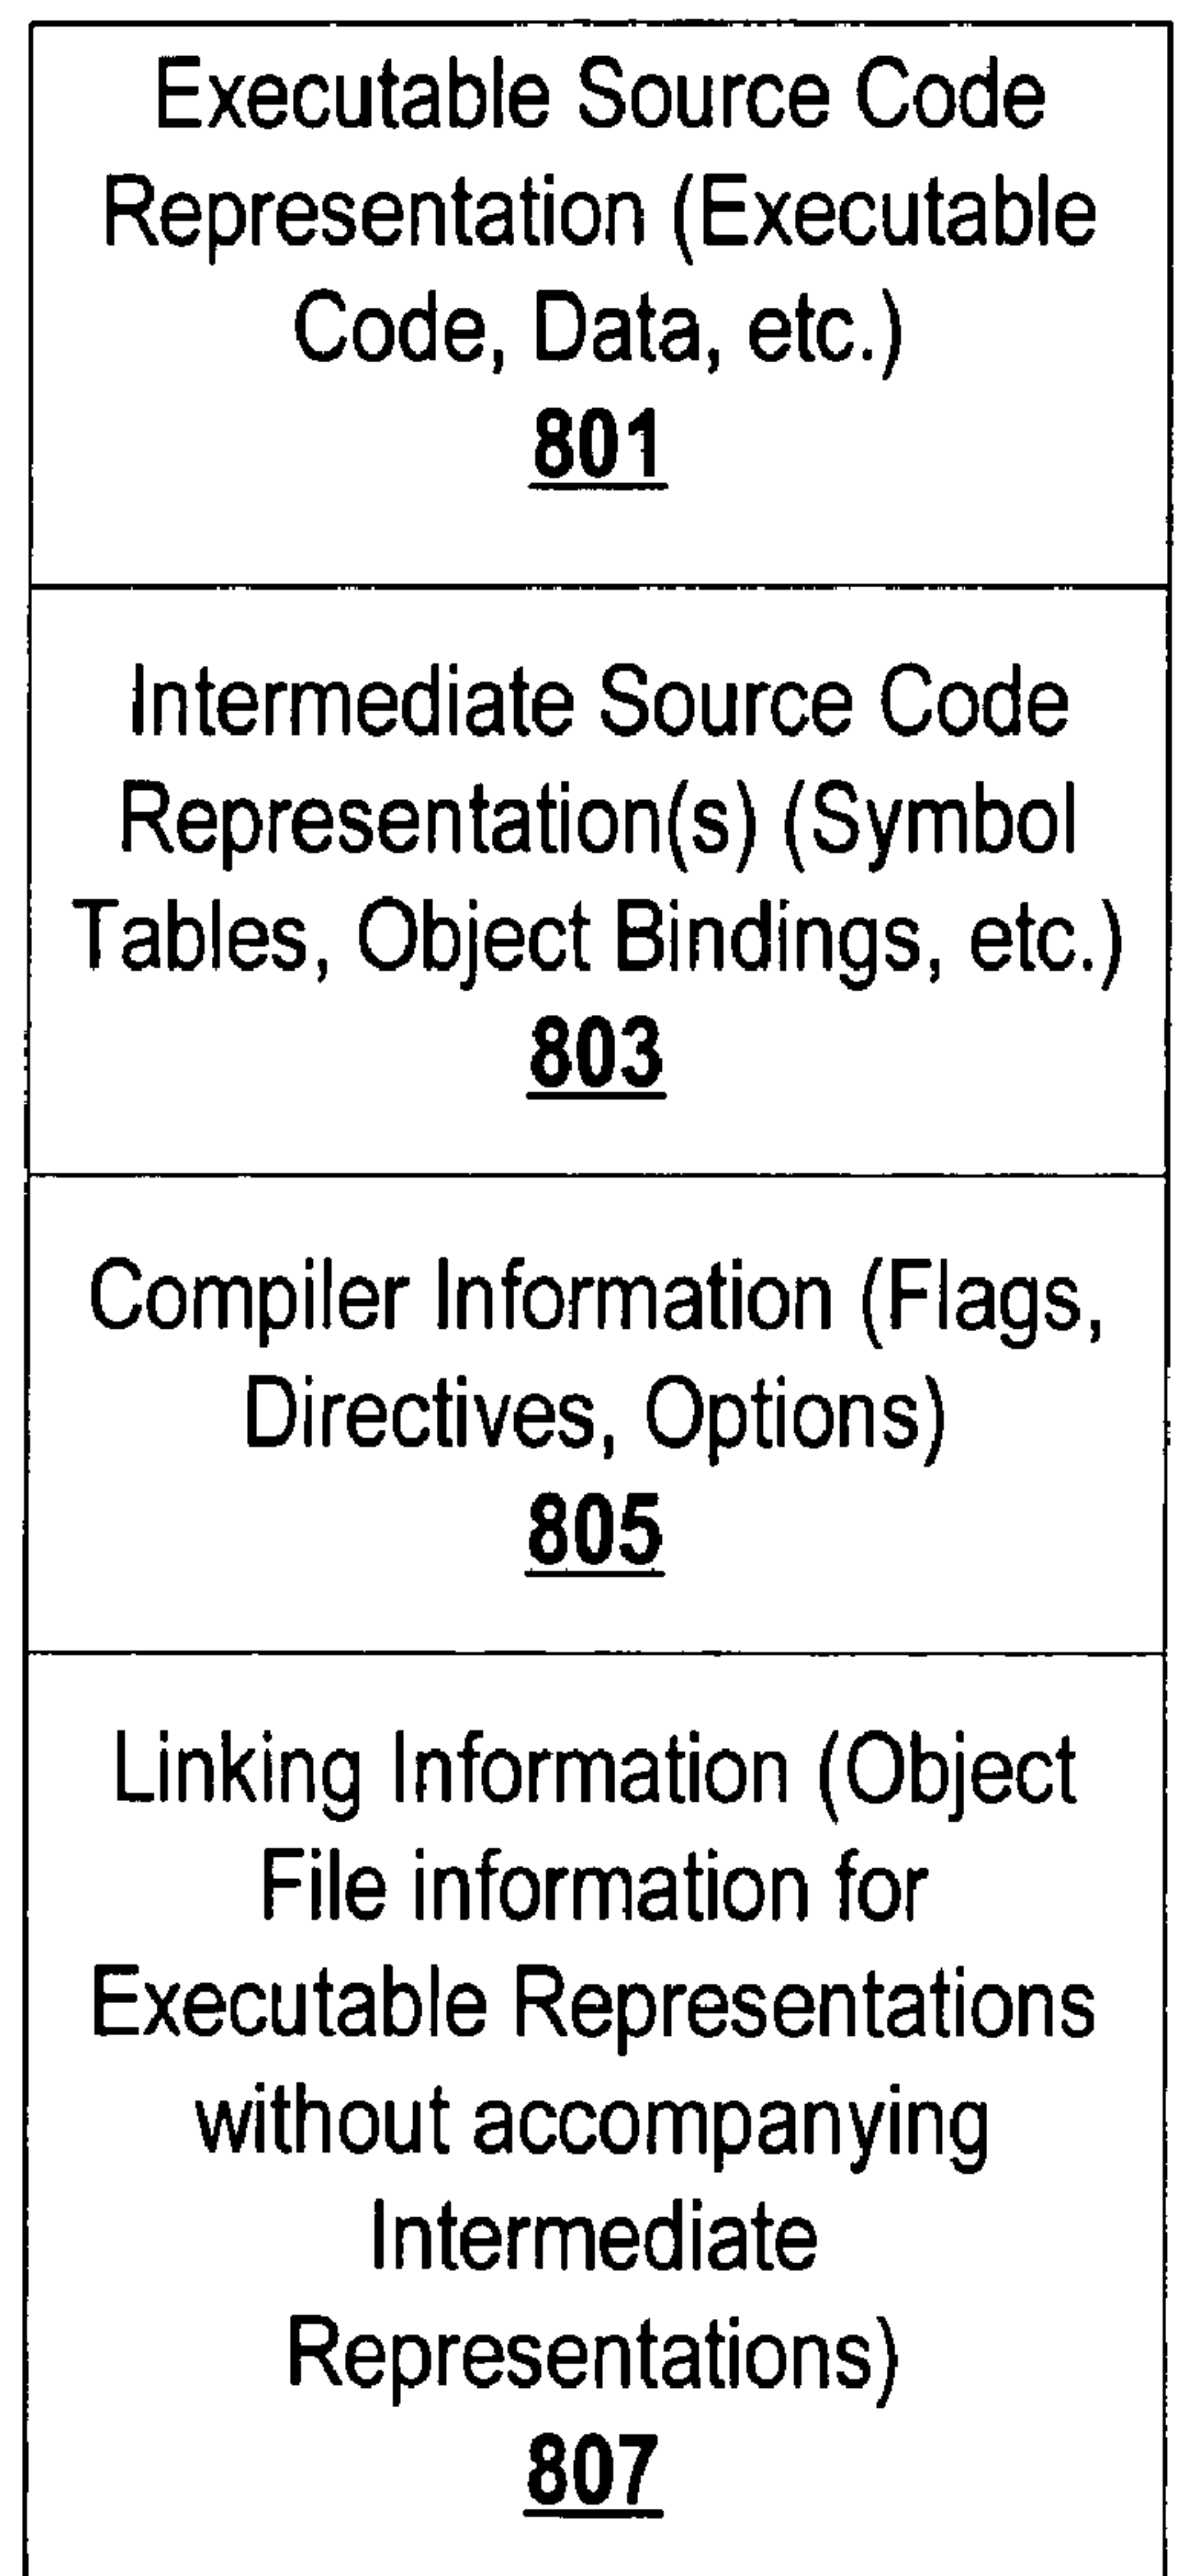 Executable Source Code
Representation (Executable
Code, Data, etc.)
801
Intermediate Source Code
Representation(s) (Symbol
Tables, Object Bindings, etc.)
803
Compiler Information (Flags,
Directives, Options)
805
Linking Information (Object
File information for
Executable Representations
without accompanying
Intermediate
Representations)
807